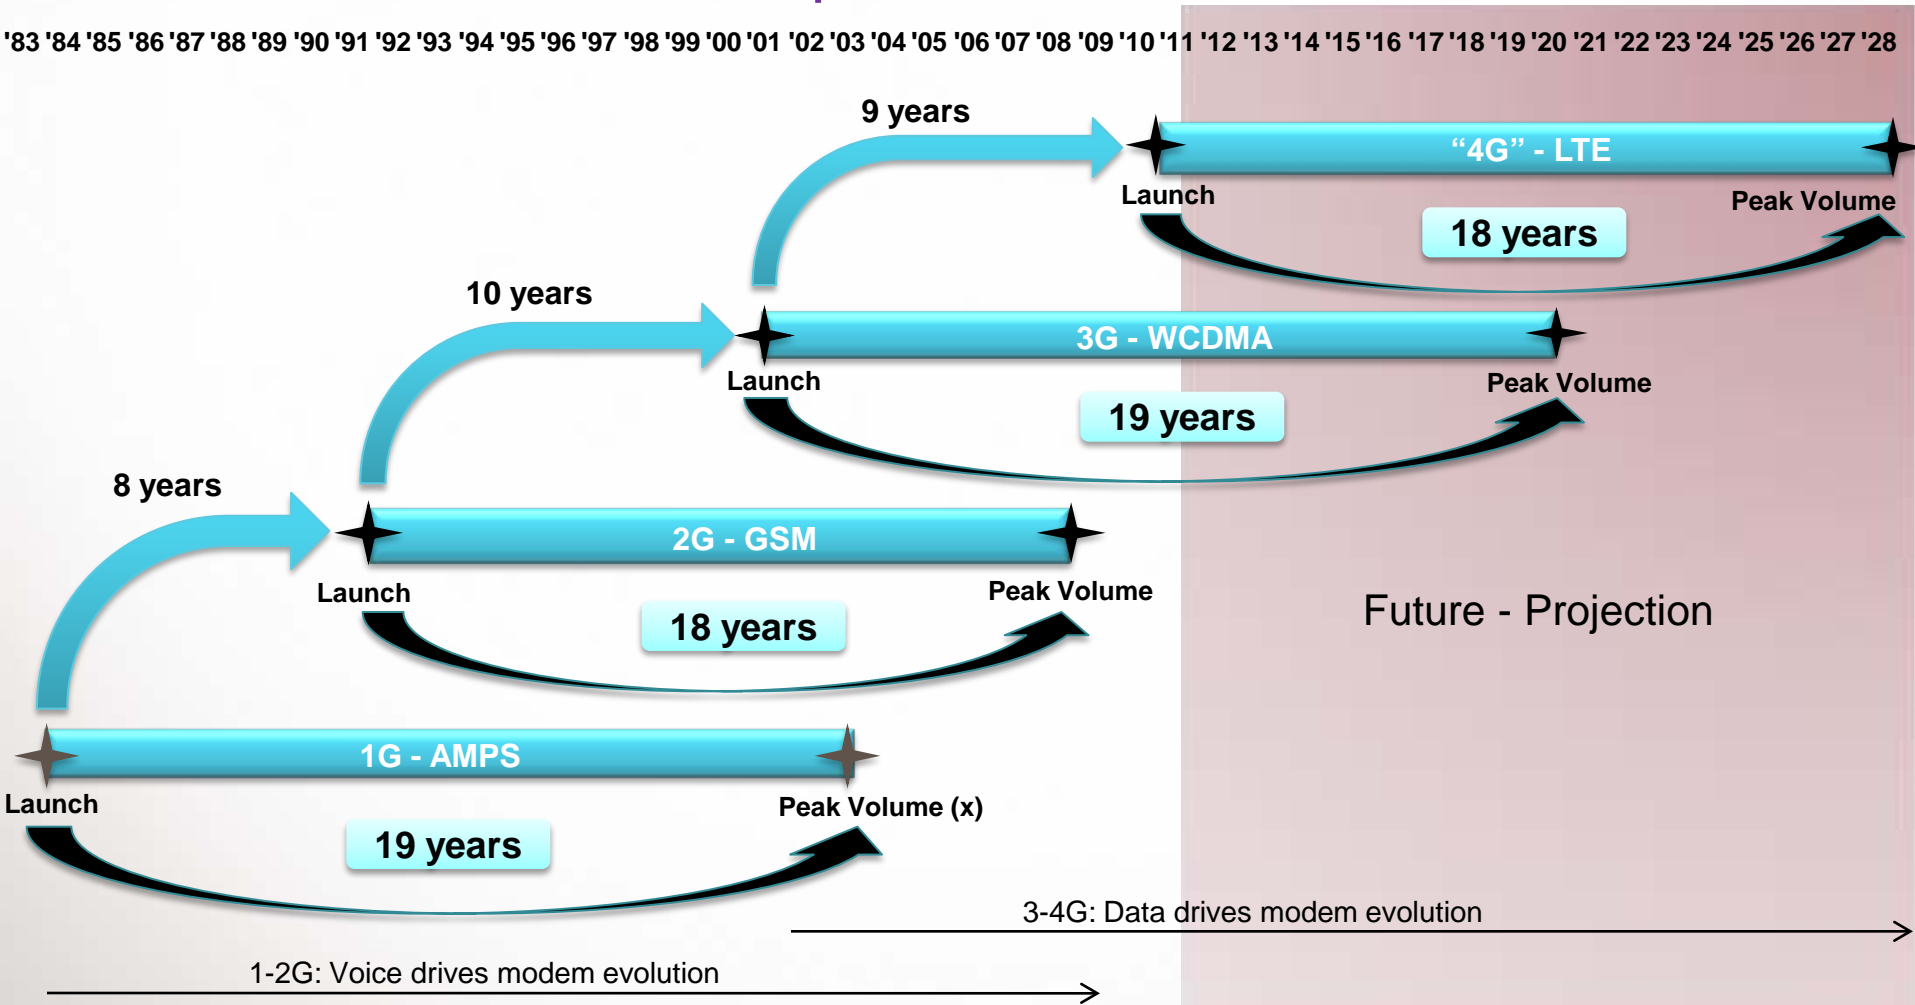 '83 '84 '85 '86 '87 '88 '89 '90 '91 '92 '93 '94 '95 '96 '97 '98 '99 '00 '01 '02 '03 '04 '05 '06 '07 '08 '09 '10 '11 '12 '13 '14 '15 '16 '17 '18 '19 '20 '21 '22 '23 '24 '25 '26 '27 '28
9 years
“4G” - LTE
Launch
Peak Volume
18 years
10 years
3G - WCDMA
Launch
Peak Volume
19 years
8 years
2G - GSM
Launch
Peak Volume
18 years
Future - Projection
1G - AMPS
Launch
Peak Volume (x)
19 years
3-4G: Data drives modem evolution
1-2G: Voice drives modem evolution